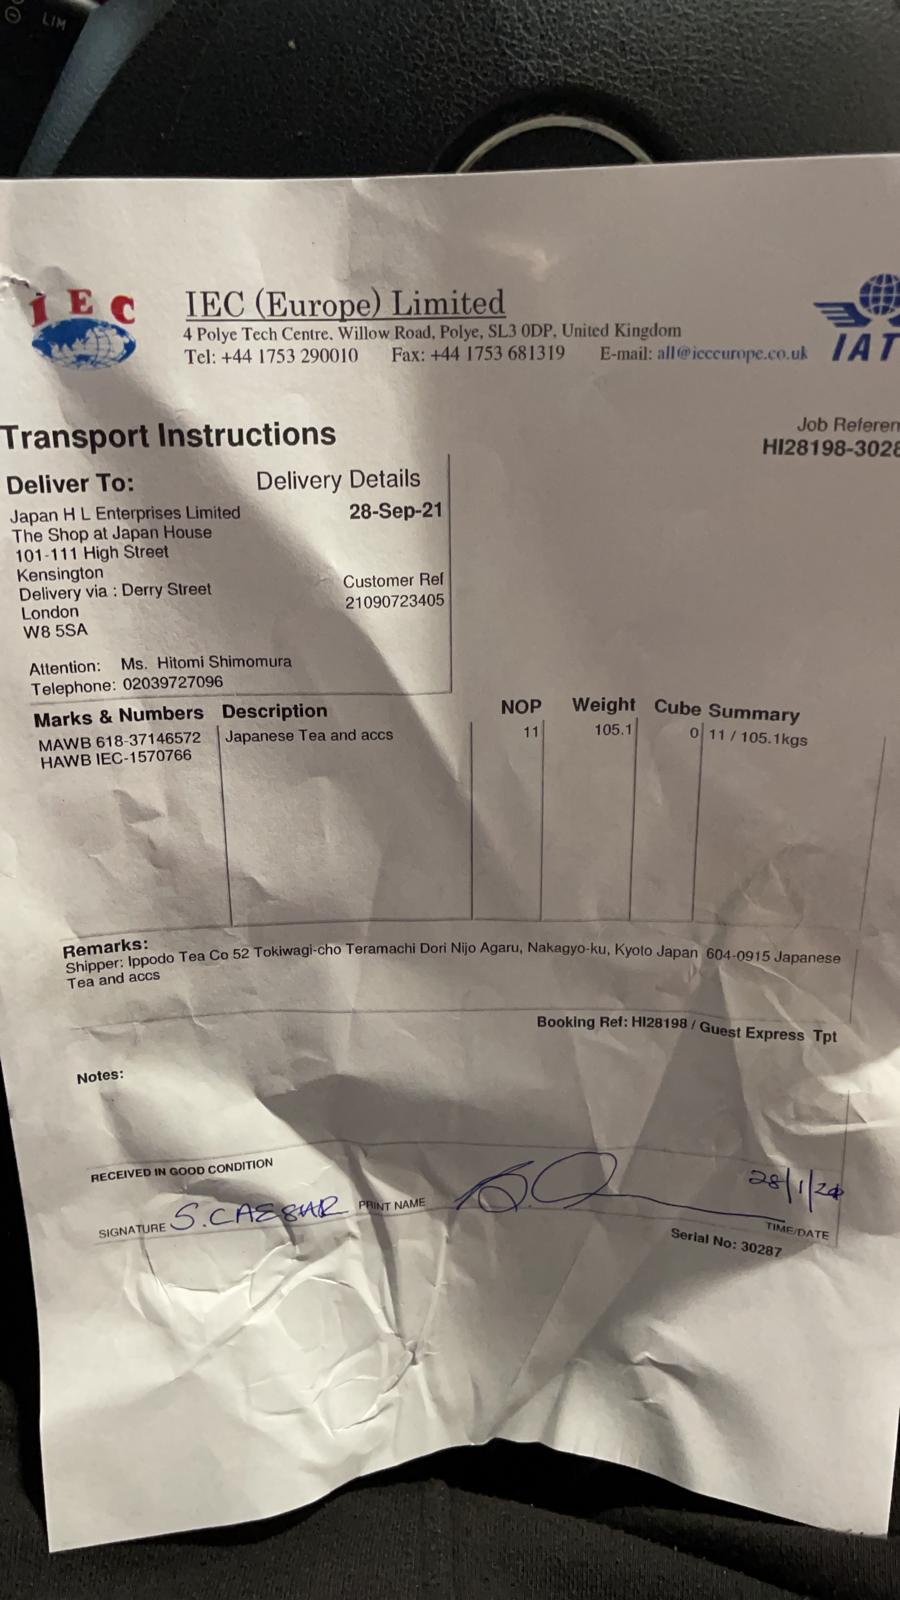 LIM
IEC
IEC (Europe) Limited
4 Polye Tech Centre, Willow Road, Polye, SL3 0DP, United Kingdom
Tel: +44 1753 290010 Fax: +44 1753 681319 E-mail: all@ieceurope.co.uk
IAT
Transport Instructions
Job Referen
HI28198-3028
Deliver To: Delivery Details
Japan H L Enterprises Limited 28-Sep-21
The Shop at Japan House
101-111 High Street
Kensington Customer Ref
Delivery via : Derry Street 21090723405
London
W8 5SA
Attention: Ms. Hitomi Shimomura
Telephone: 02039727096
Marks & Numbers Description NOP Weight Cube Summary
MAWB 618-37146572 Japanese Tea and accs 11 105.1 0 11 / 105.1kgs
HAWB IEC-1570766
Remarks:
Shipper: Ippodo Tea Co 52 Tokiwagi-cho Teramachi Dori Nijo Agaru, Nakagyo-ku, Kyoto Japan 604-0915 Japanese
Tea and accs
Booking Ref: HI28198 / Guest Express Tpt
Notes:
RECEIVED IN GOOD CONDITION
SIGNATURE S.CAESAR PRINT NAME 28/1/
TIME/DATE
Serial No: 30287